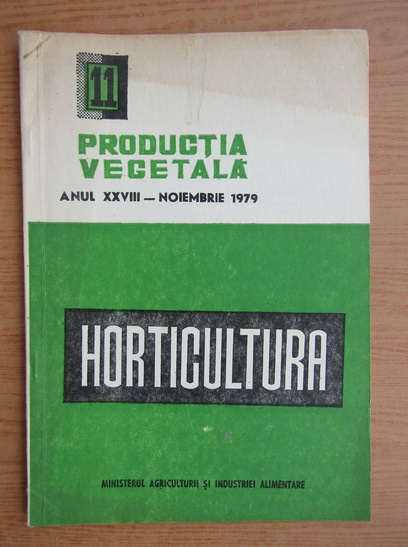 11
PRODUCȚIA
VEGETALĂ
ANUL XXVIII — NOIEMBRIE 1979
HORTICULTURA
MINISTERUL AGRICULTURII ȘI INDUSTRIEI ALIMENTARE